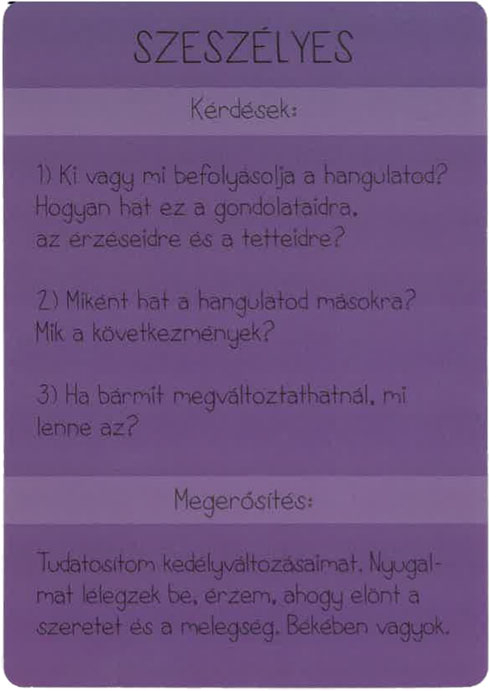 SZESZÉLYES
Kérdések:
1) Ki vagy mi befolyásolja a hangulatod?
Hogyan hat ez a gondolataidra,
az érzéseidre és a tetteidre?
2) Miként hat a hangulatod másokra?
Mik a következmények?
3) Ha bármit megváltoztathatnál, mi
lenne az?
Megerősítés:
Tudatosítom kedélyváltozásaimat. Nyugal-
mat lélegzek be, érzem, ahogy elönt a
szeretet és a melegség. Békében vagyok.